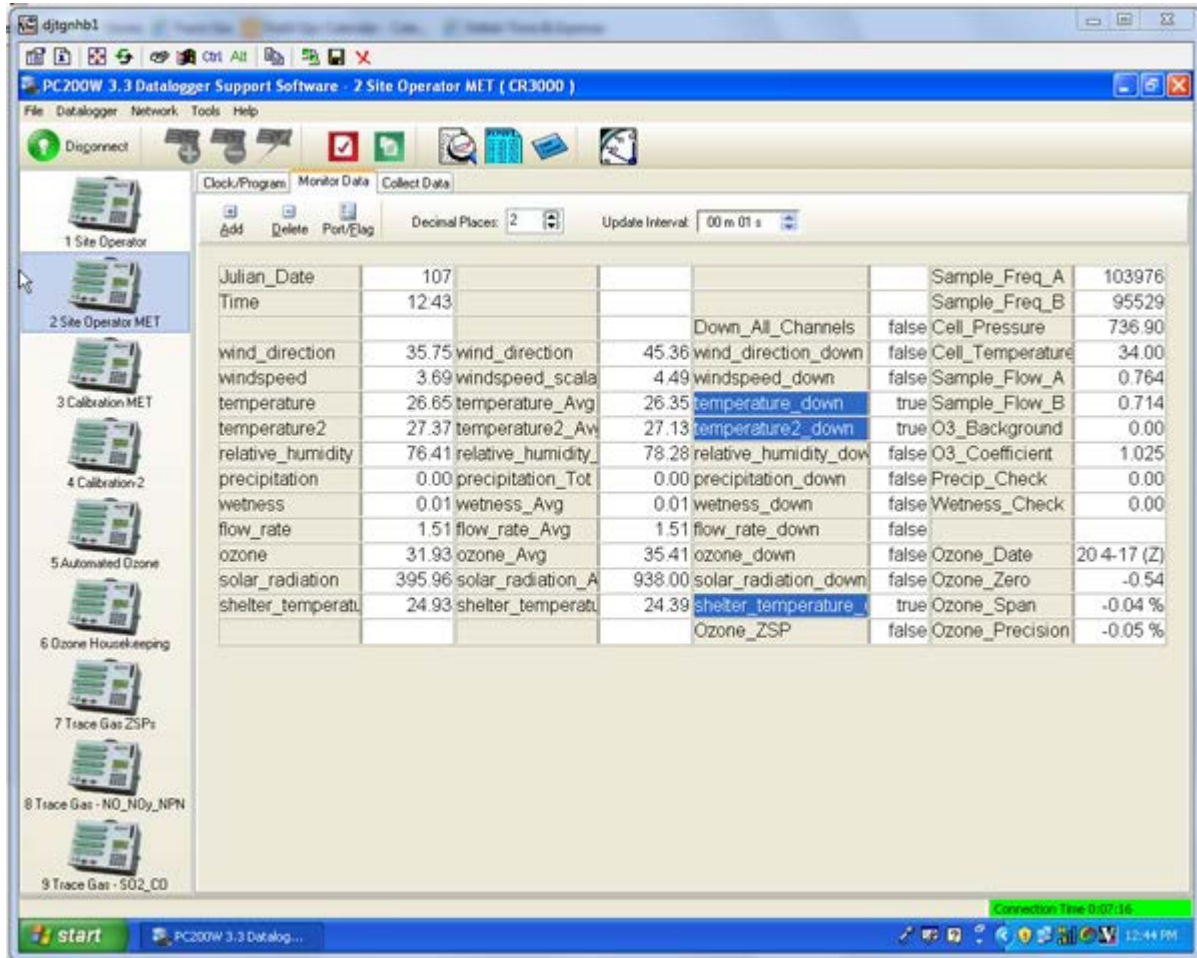 djtgnhb1
Ctrl Alt
PC200W 3.3 Datalogger Support Software - 2 Site Operator MET ( CR3000 )
File Datalogger Network Tools Help
Disconnect
Clock/Program Monitor Data Collect Data
Add Delete Port/Flag Decimal Places: 2 Update Interval: 00 m 01 s
1 Site Operator
2 Site Operator MET
3 Calibration MET
4 Calibration-2
5 Automated Ozone
6 Ozone Housekeeping
7 Trace Gas ZSPs
8 Trace Gas - NO_NOy_NPN
9 Trace Gas - SO2_CO
Julian_Date 107 Sample_Freq_A 103976
Time 12:43 Sample_Freq_B 95529
Down_All_Channels false Cell_Pressure 736.90
wind_direction 35.75 wind_direction 45.36 wind_direction_down false Cell_Temperature 34.00
windspeed 3.69 windspeed_scala 4.49 windspeed_down false Sample_Flow_A 0.764
temperature 26.65 temperature_Avg 26.35 temperature_down true Sample_Flow_B 0.714
temperature2 27.37 temperature2_Av 27.13 temperature2_down true O3_Background 0.00
relative_humidity 76.41 relative_humidity_ 78.28 relative_humidity_dow false O3_Coefficient 1.025
precipitation 0.00 precipitation_Tot 0.00 precipitation_down false Precip_Check 0.00
wetness 0.01 wetness_Avg 0.01 wetness_down false Wetness_Check 0.00
flow_rate 1.51 flow_rate_Avg 1.51 flow_rate_down false
ozone 31.93 ozone_Avg 35.41 ozone_down false Ozone_Date 20 4-17 (Z)
solar_radiation 395.96 solar_radiation_A 938.00 solar_radiation_down false Ozone_Zero -0.54
shelter_temperatu 24.93 shelter_temperatu 24.39 shelter_temperature_ true Ozone_Span -0.04 %
Ozone_ZSP false Ozone_Precision -0.05 %
Connection Time 0:07:16
start PC200W 3.3 Datalog... 12:44 PM